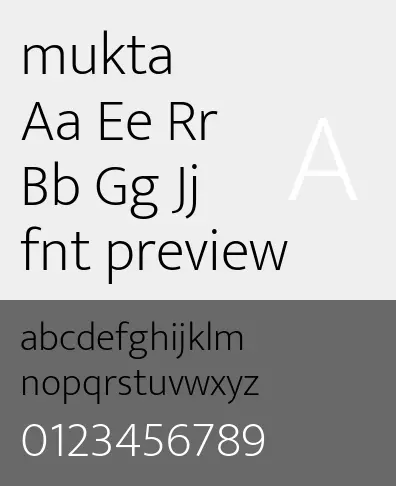 mukta
Aa Ee Rr
A
Bb Gg Jj
fnt preview
abcdefghijklm
nopqrstuvwxyz
0123456789